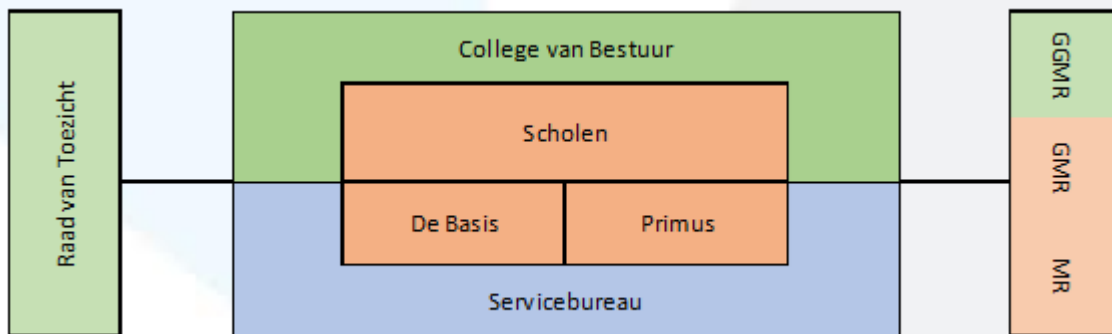 Raad van Toezicht
College van Bestuur
Scholen
De Basis
Primus
Servicebureau
GGMR
GMR
MR